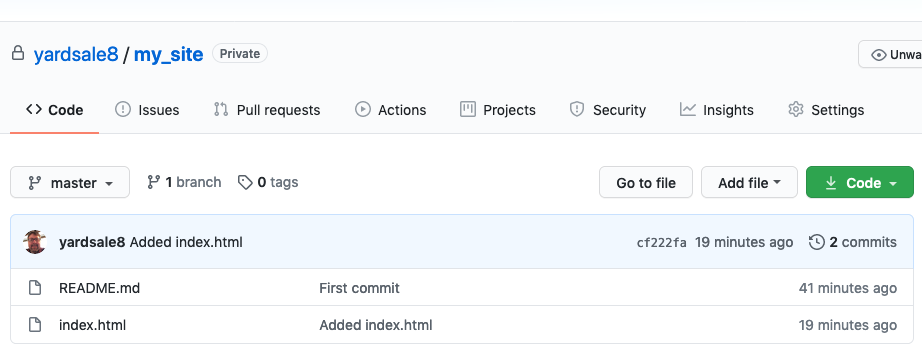 yardsale8 / my_site Private Unwa
Code Issues Pull requests Actions Projects Security Insights Settings
master 1 branch 0 tags Go to file Add file Code
yardsale8 Added index.html cf222fa 19 minutes ago 2 commits
README.md First commit 41 minutes ago
index.html Added index.html 19 minutes ago